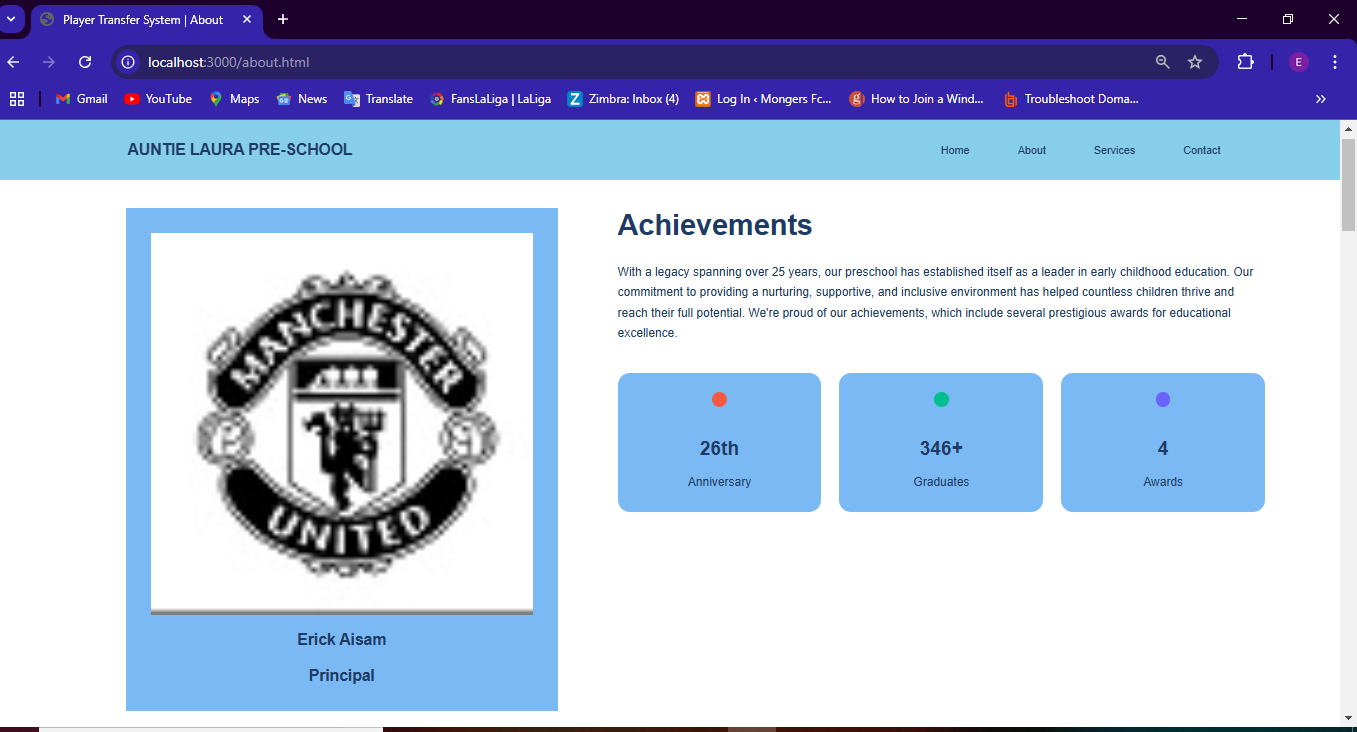 Player Transfer System | About
localhost:3000/about.html
E
Gmail
YouTube
Maps
News
Translate
FansLaLiga | LaLiga
Zimbra: Inbox (4)
Log In ‹ Mongers Fc...
How to Join a Wind...
Troubleshoot Doma...
AUNTIE LAURA PRE-SCHOOL
Home
About
Services
Contact
MANCHESTER
UNITED
Erick Aisam
Principal
Achievements
With a legacy spanning over 25 years, our preschool has established itself as a leader in early childhood education. Our
commitment to providing a nurturing, supportive, and inclusive environment has helped countless children thrive and
reach their full potential. We're proud of our achievements, which include several prestigious awards for educational
excellence.
26th
Anniversary
346+
Graduates
4
Awards